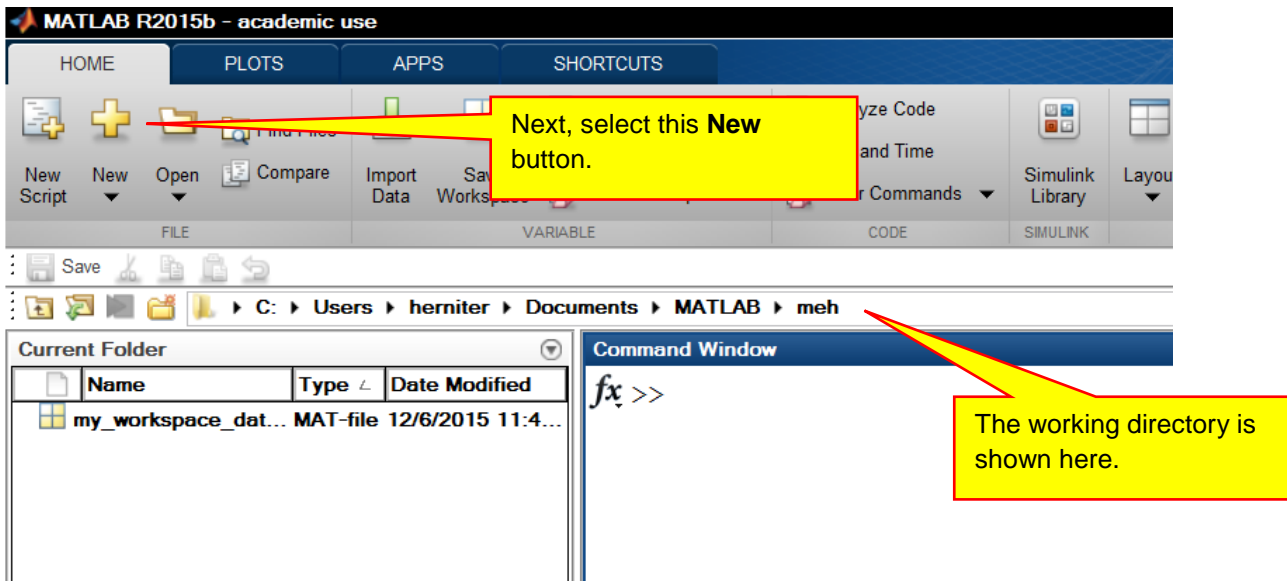 MATLAB R2015b - academic use
HOME PLOTS APPS SHORTCUTS
Next, select this New
button.
Find Files
yze Code
and Time
Compare
r Commands
New
Script
New
Open
Import
Data
Simulink
Library
Layou
FILE VARIABLE CODE SIMULINK
Save
C: Users herniter Documents MATLAB meh
Current Folder
Command Window
Name Type Date Modified
my_workspace_dat... MAT-file 12/6/2015 11:4...
fx >>
The working directory is
shown here.